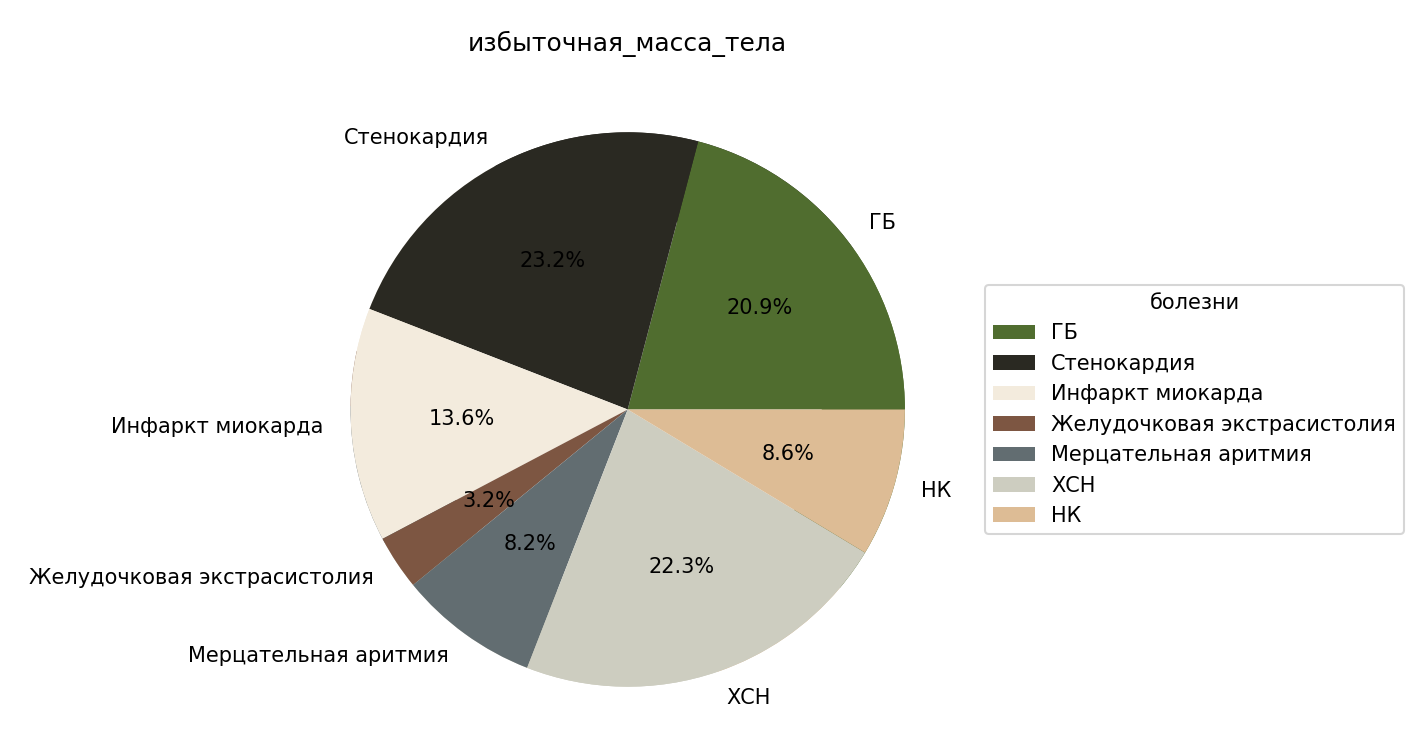 избыточная_масса_тела
Стенокардия
ГБ
23.2%
20.9%
Инфаркт миокарда
13.6%
8.6%
НК
3.2%
8.2%
22.3%
Желудочковая экстрасистолия
Мерцательная аритмия
ХСН
болезни
ГБ
Стенокардия
Инфаркт миокарда
Желудочковая экстрасистолия
Мерцательная аритмия
ХСН
НК